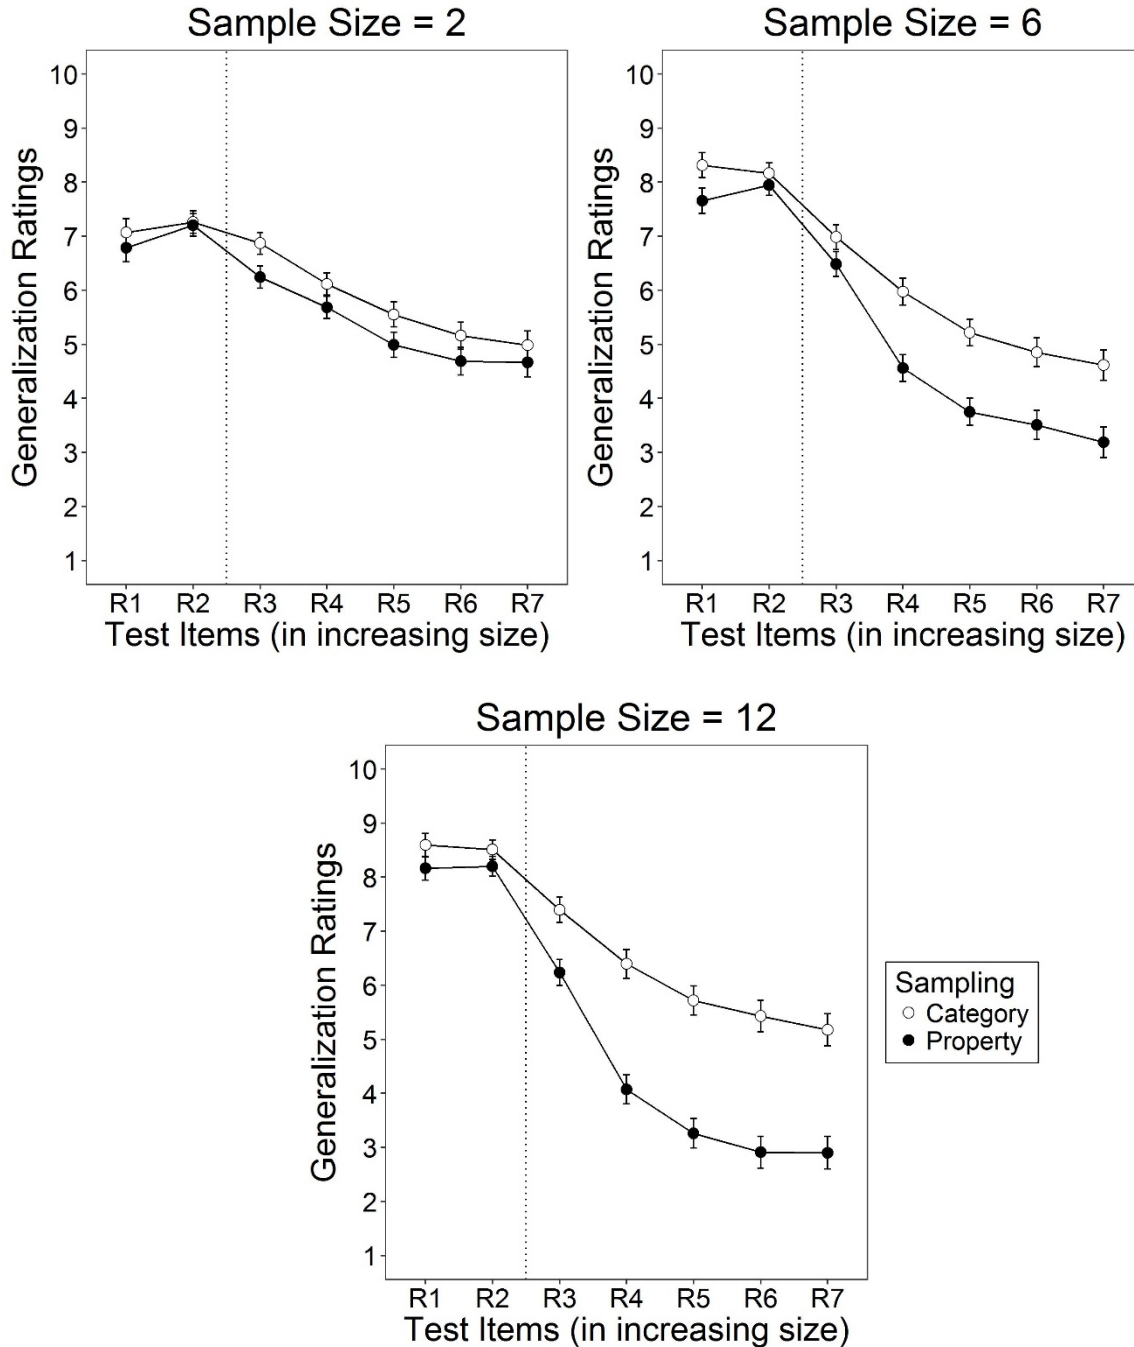 Sample Size = 2
Generalization Ratings
10
9
8
7
6
5
4
3
2
1
R1 R2 R3 R4 R5 R6 R7
Test Items (in increasing size)
Sample Size = 6
Generalization Ratings
10
9
8
7
6
5
4
3
2
1
R1 R2 R3 R4 R5 R6 R7
Test Items (in increasing size)
Sample Size = 12
Generalization Ratings
10
9
8
7
6
5
4
3
2
1
R1 R2 R3 R4 R5 R6 R7
Test Items (in increasing size)
Sampling
Category
Property